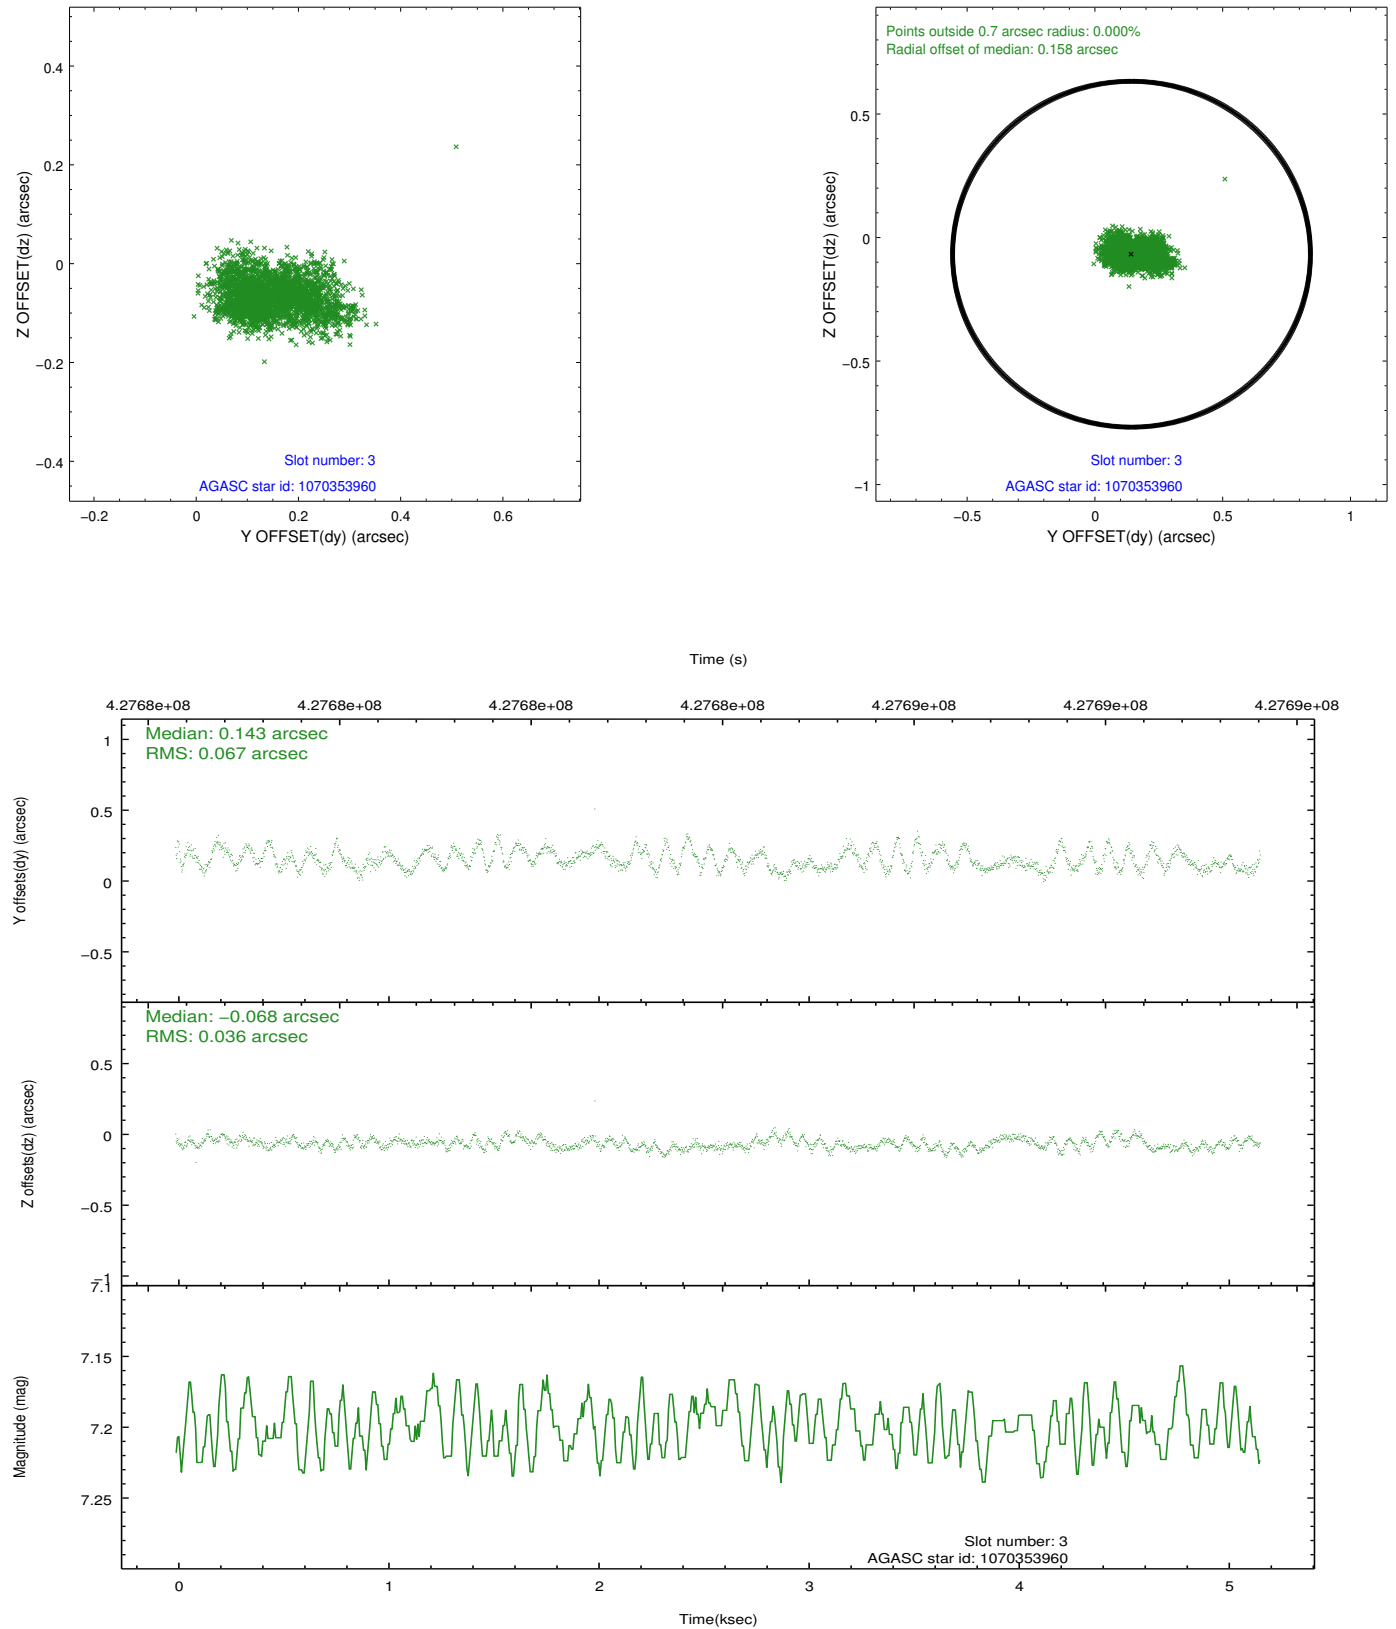 0.4
0.2
0
−0.2
−0.4
Z OFFSET(dz) (arcsec)
Slot number: 3
AGASC star id: 1070353960
−0.2 0 0.2 0.4 0.6
Y OFFSET(dy) (arcsec)
Points outside 0.7 arcsec radius: 0.000%
Radial offset of median: 0.158 arcsec
0.5
0
−0.5
−1
Z OFFSET(dz) (arcsec)
Slot number: 3
AGASC star id: 1070353960
−0.5 0 0.5 1
Y OFFSET(dy) (arcsec)
Time (s)
4.2768e+08 4.2768e+08 4.2768e+08 4.2768e+08 4.2769e+08 4.2769e+08 4.2769e+08
Median: 0.143 arcsec
RMS: 0.067 arcsec
1
0.5
0
−0.5
Y offsets(dy) (arcsec)
Median: −0.068 arcsec
RMS: 0.036 arcsec
0.5
0
−0.5
−1
Z offsets(dz) (arcsec)
7.1
7.15
7.2
7.25
Magnitude (mag)
Slot number: 3
AGASC star id: 1070353960
0 1 2 3 4 5
Time(ksec)